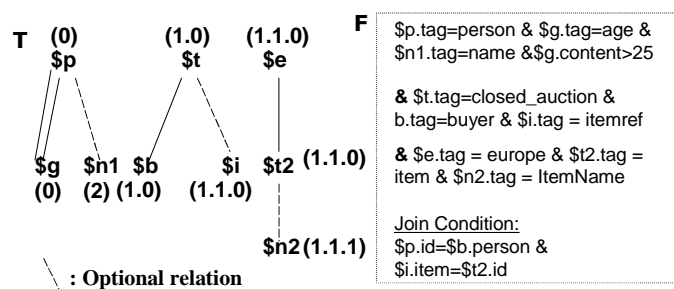 T (0) (1.0) (1.1.0)
$p $t $e
$g $n1 $b $i $t2 (1.1.0)
(0) (2) (1.0) (1.1.0)
$n2 (1.1.1)
: Optional relation
F
$p.tag=person & $g.tag=age &
$n1.tag=name &$g.content>25
& $t.tag=closed_auction &
b.tag=buyer & $i.tag = itemref
& $e.tag = europe & $t2.tag =
item & $n2.tag = ItemName
Join Condition:
$p.id=$b.person &
$i.item=$t2.id